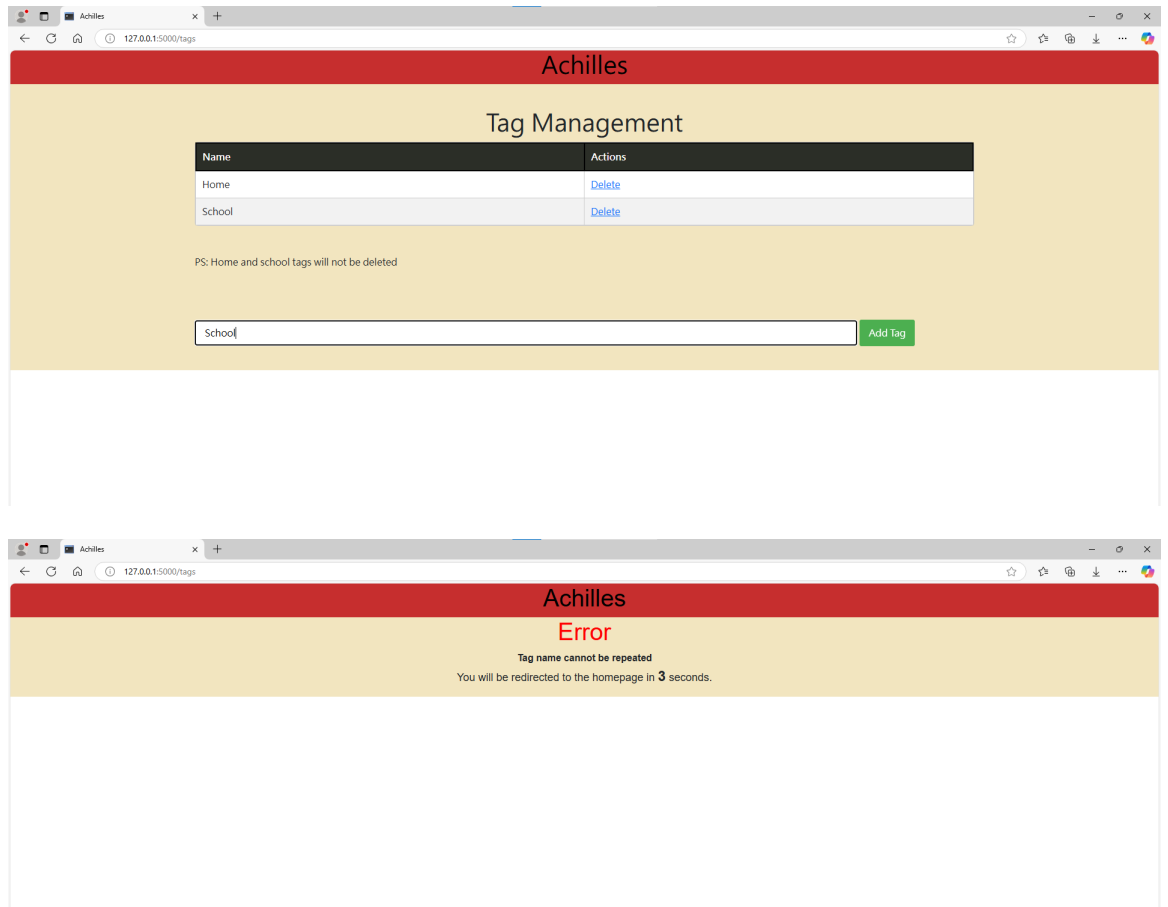 Achilles
127.0.0.1:5000/tags
Achilles
Tag Management
Name Actions
Home Delete
School Delete
PS: Home and school tags will not be deleted
School Add Tag
Achilles
127.0.0.1:5000/tags
Achilles
Error
Tag name cannot be repeated
You will be redirected to the homepage in 3 seconds.